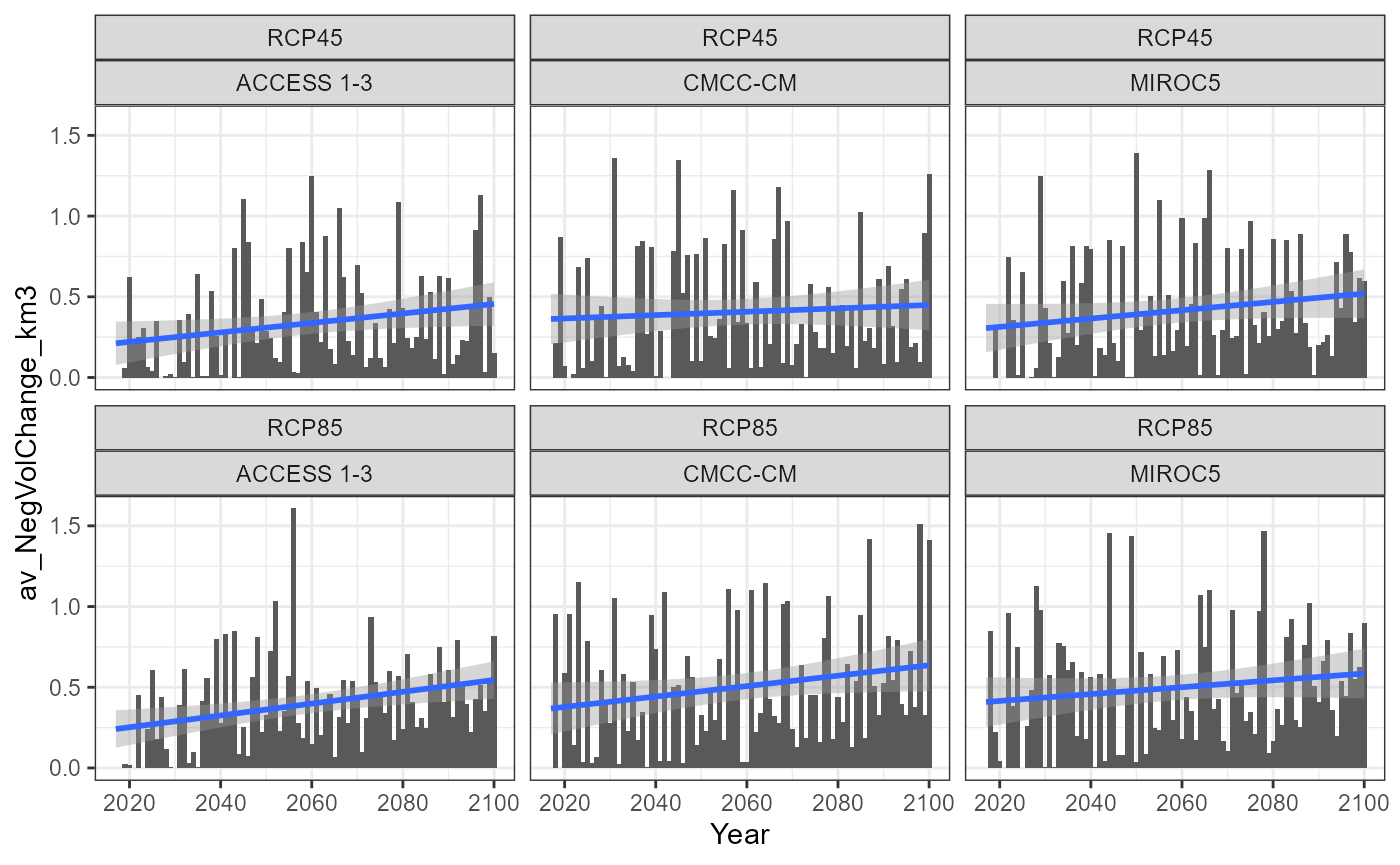 RCP45 RCP45 RCP45
ACCESS 1-3 CMCC-CM MIROC5
1.5
1.0
0.5
0.0
av_NegVolChange_km3
RCP85 RCP85 RCP85
ACCESS 1-3 CMCC-CM MIROC5
1.5
1.0
0.5
0.0
2020 2040 2060 2080 2100 2020 2040 2060 2080 2100 2020 2040 2060 2080 2100
Year